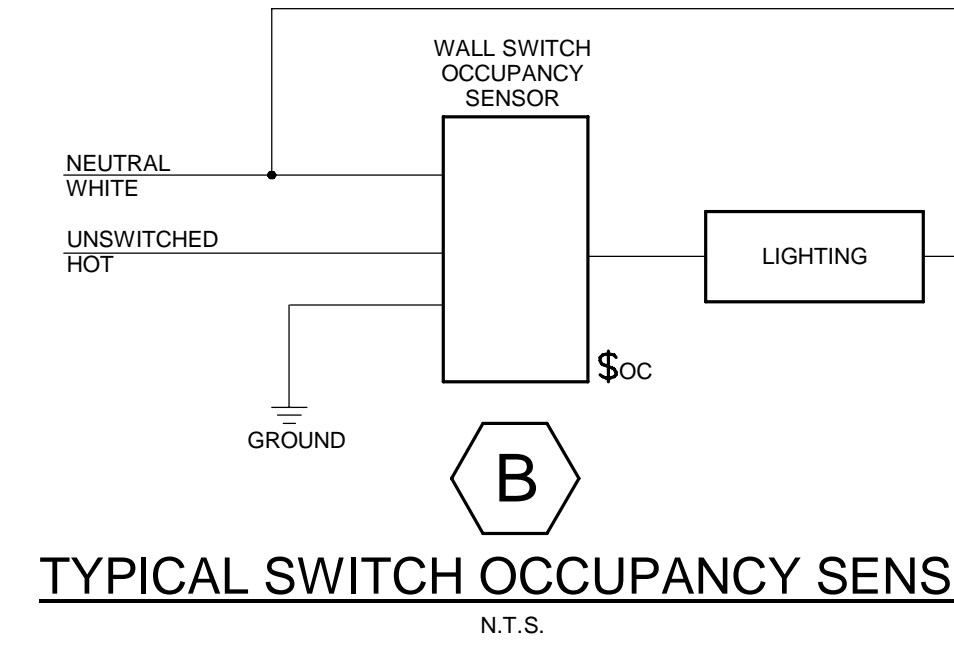 WALL SWITCH
OCCUPANCY
SENSOR
NEUTRAL
WHITE
UNSWITCHED
HOT
LIGHTING
$OC
GROUND
B
TYPICAL SWITCH OCCUPANCY SENS
N.T.S.